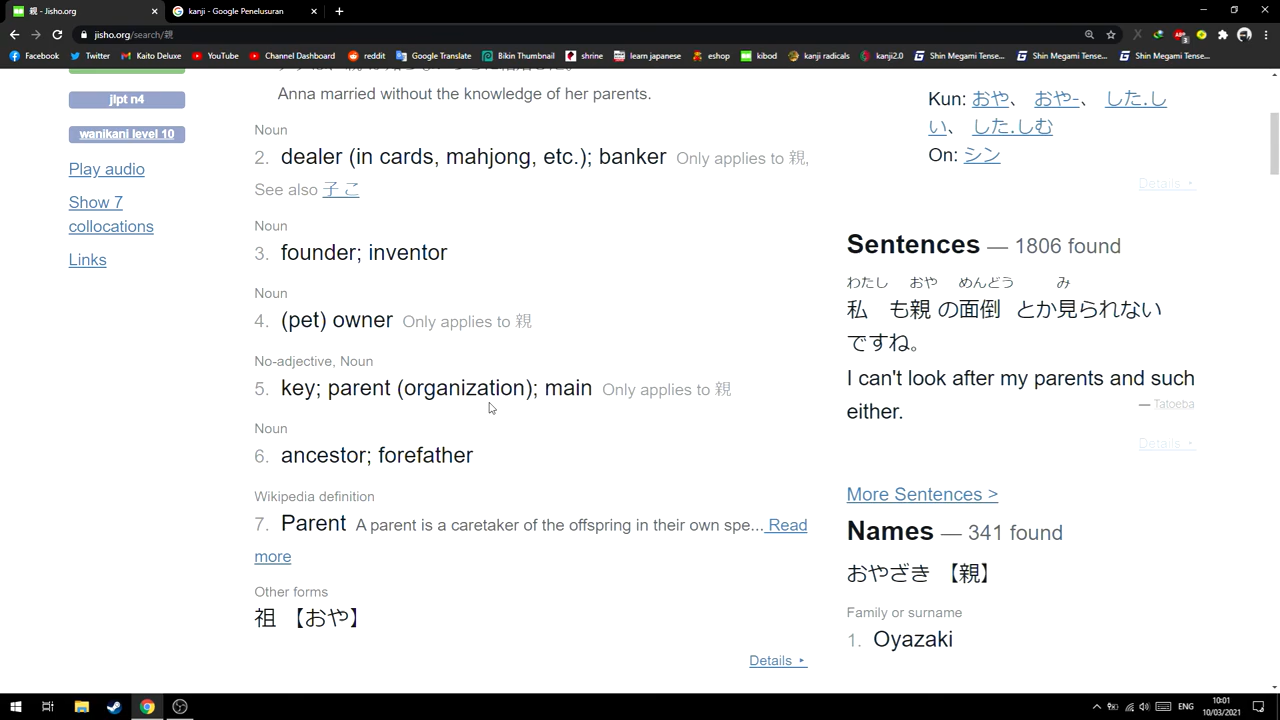 親 - Jisho.org
kanji - Google Penelusuran
jisho.org/search/親
Facebook
Twitter
Kaito Deluxe
YouTube
Channel Dashboard
reddit
Google Translate
Bikin Thumbnail
shrine
learn japanese
eshop
kibod
kanji radicals
kanji2.0
Shin Megami Tense...
Shin Megami Tense...
Shin Megami Tense...
jlpt n4
wanikani level 10
Play audio
Show 7
collocations
Links
Anna married without the knowledge of her parents.
Noun
2. dealer (in cards, mahjong, etc.); banker Only applies to 親,
See also 子 こ
Noun
3. founder; inventor
Noun
4. (pet) owner Only applies to 親
No-adjective, Noun
5. key; parent (organization); main Only applies to 親
Noun
6. ancestor; forefather
Wikipedia definition
7. Parent A parent is a caretaker of the offspring in their own spe... Read
more
Other forms
祖 【おや】
Details ▸
Kun: おや、 おや-、 した.し
い、 した.しむ
On: シン
Details ▸
Sentences — 1806 found
わたし おや めんどう み
私 も親 の面倒 とか見られない
ですね。
I can't look after my parents and such
either.
— Tatoeba
Details ▸
More Sentences >
Names — 341 found
おやざき 【親】
Family or surname
1. Oyazaki
ENG
10:01
10/03/2021